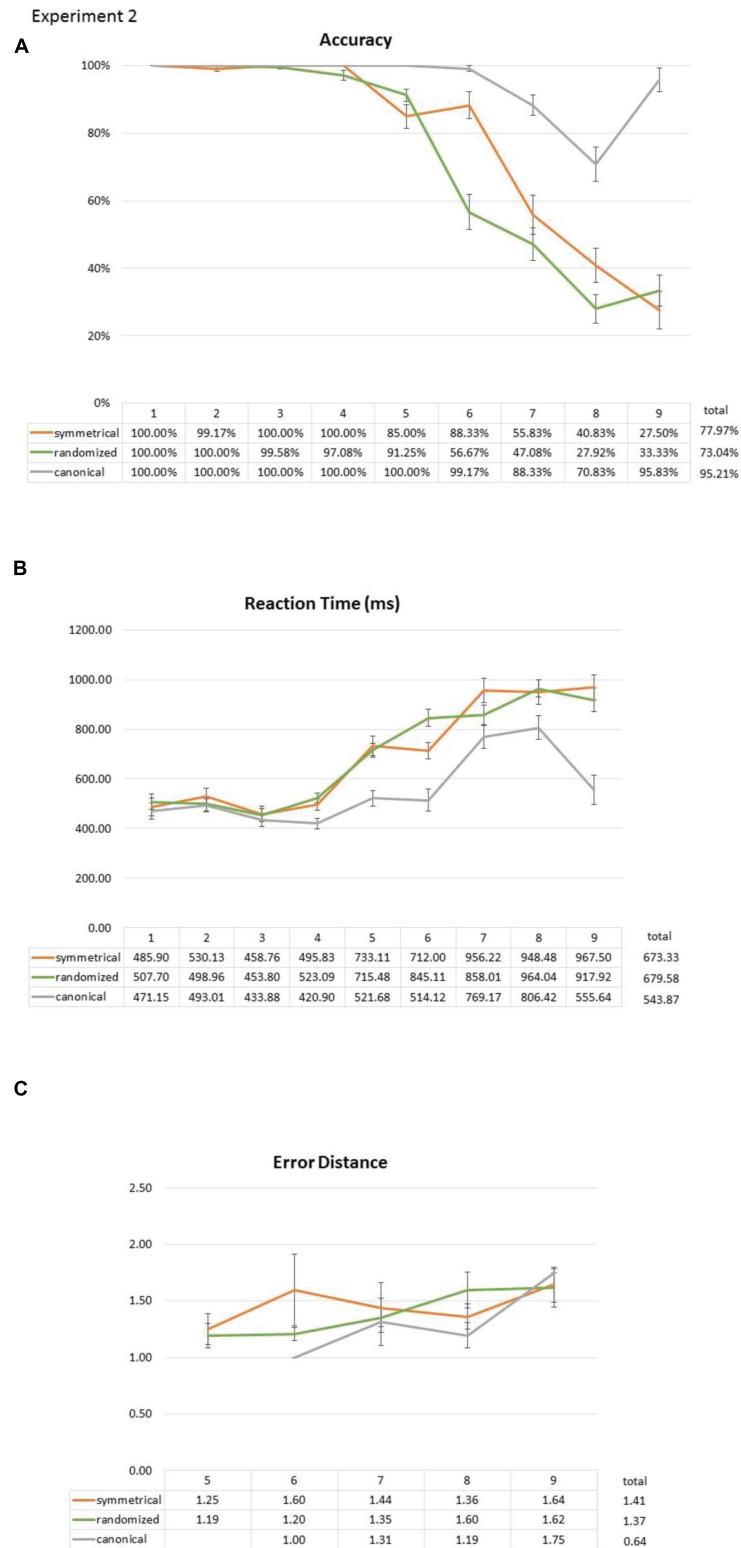 Experiment 2
A
Accuracy
100%
80%
60%
40%
20%
0%
1 2 3 4 5 6 7 8 9 total
symmetrical 100.00% 99.17% 100.00% 100.00% 85.00% 88.33% 55.83% 40.83% 27.50% 77.97%
randomized 100.00% 100.00% 99.58% 97.08% 91.25% 56.67% 47.08% 27.92% 33.33% 73.04%
canonical 100.00% 100.00% 100.00% 100.00% 100.00% 99.17% 88.33% 70.83% 95.83% 95.21%
B
Reaction Time (ms)
1200.00
1000.00
800.00
600.00
400.00
200.00
0.00
1 2 3 4 5 6 7 8 9 total
symmetrical 485.90 530.13 458.76 495.83 733.11 712.00 956.22 948.48 967.50 673.33
randomized 507.70 498.96 453.80 523.09 715.48 845.11 858.01 964.04 917.92 679.58
canonical 471.15 493.01 433.88 420.90 521.68 514.12 769.17 806.42 555.64 543.87
C
Error Distance
2.50
2.00
1.50
1.00
0.50
0.00
5 6 7 8 9 total
symmetrical 1.25 1.60 1.44 1.36 1.64 1.41
randomized 1.19 1.20 1.35 1.60 1.62 1.37
canonical 1.00 1.31 1.19 1.75 0.64